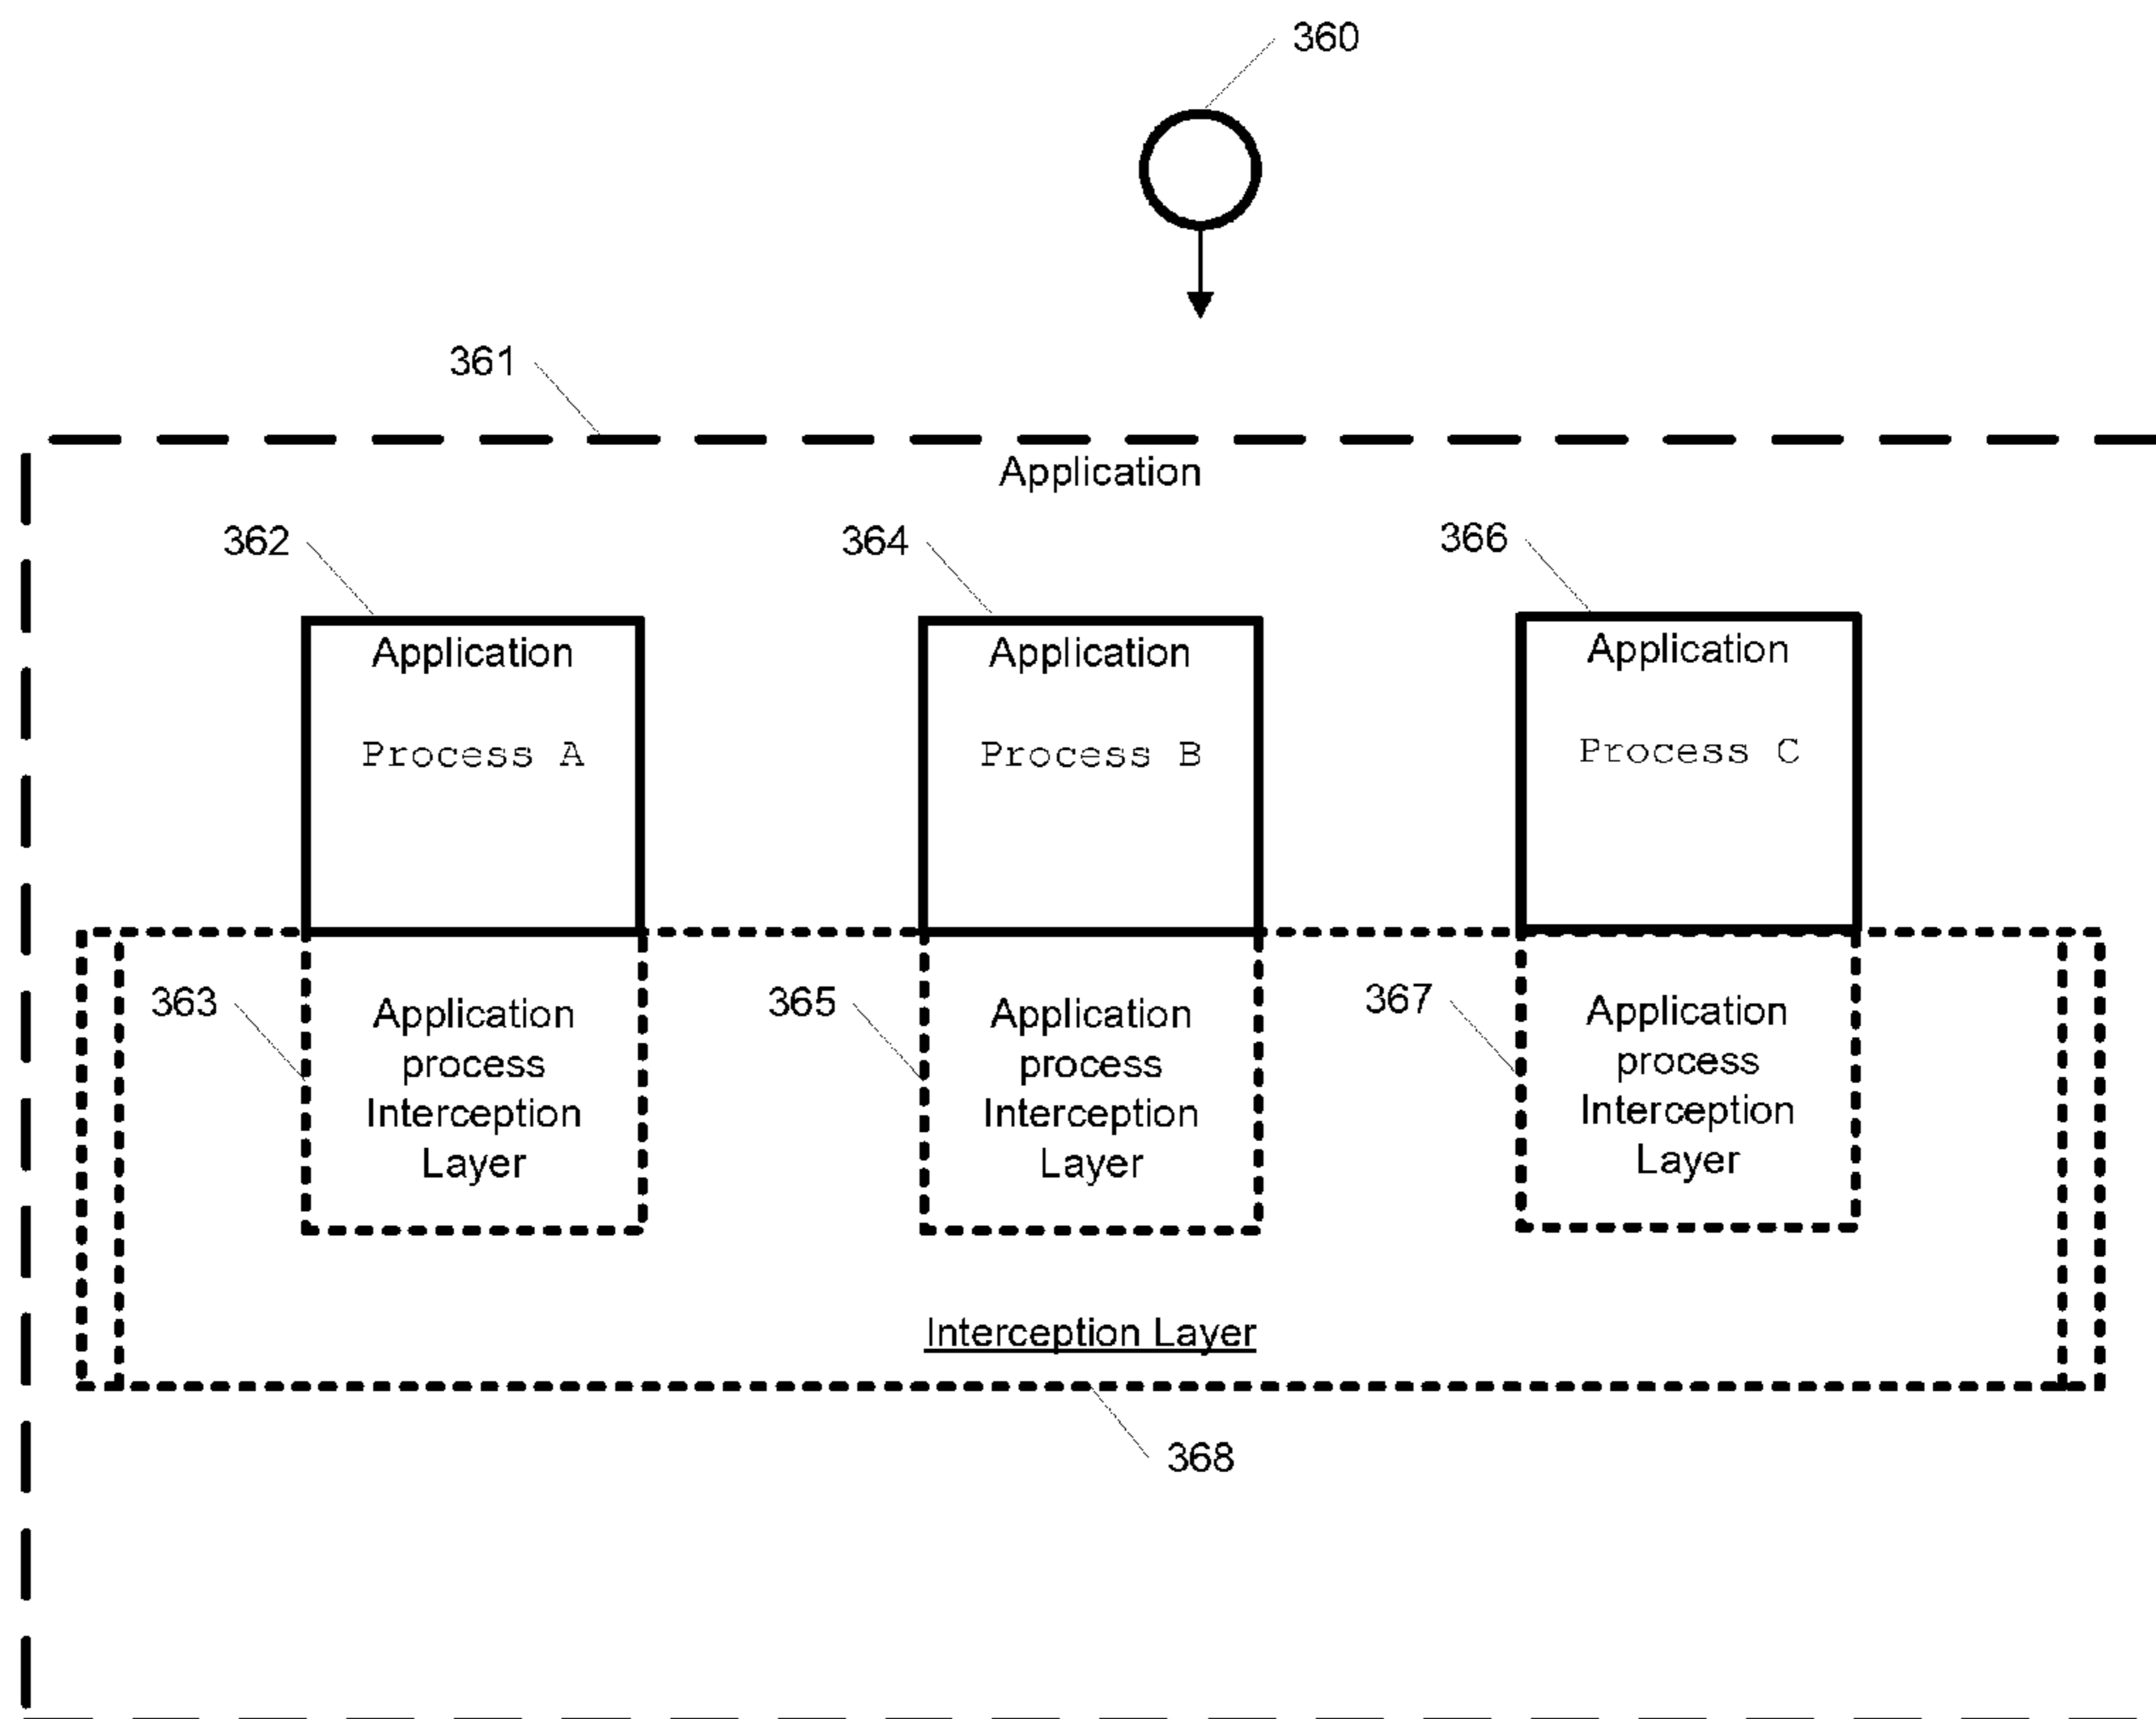 360
361
Application
362
364
366
Application
Process A
Application
Process B
Application
Process C
363
365
367
Application
process
Interception
Layer
Application
process
Interception
Layer
Application
process
Interception
Layer
Interception Layer
368